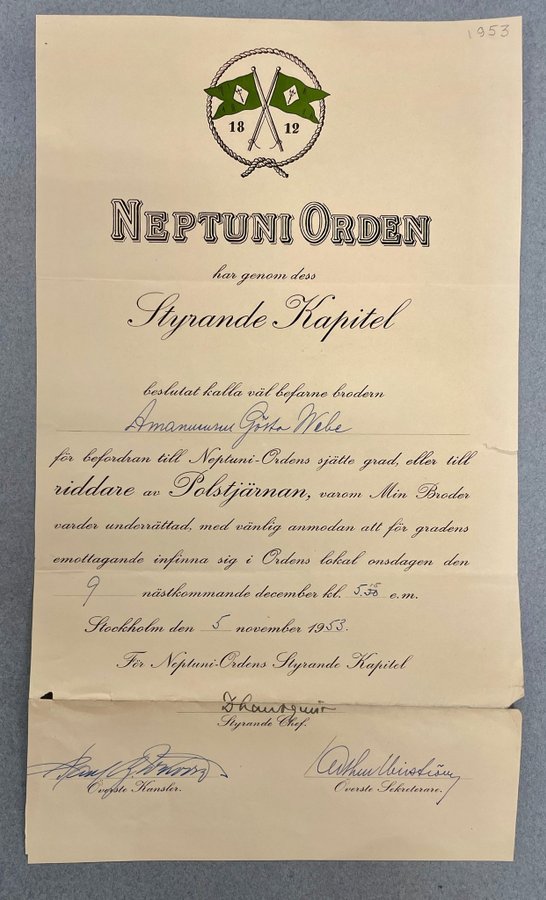 1953
18 12
NEPTUNI ORDEN
har genom dess
Styrande Kapitel
beslutat kalla väl befarne brodern
Amanuensen Gösta Webe
för befordran till Neptuni-Ordens sjätte grad, eller till
riddare av Polstjärnan, varom Min Broder
varder underrättad, med vänlig anmodan att för gradens
emottagande infinna sig i Ordens lokal onsdagen den
9 nästkommande december kl. 5.15 e.m.
Stockholm den 5 november 1953.
För Neptuni-Ordens Styrande Kapitel
Styrande Chef.
Överste Kansler. Överste Sekreterare.